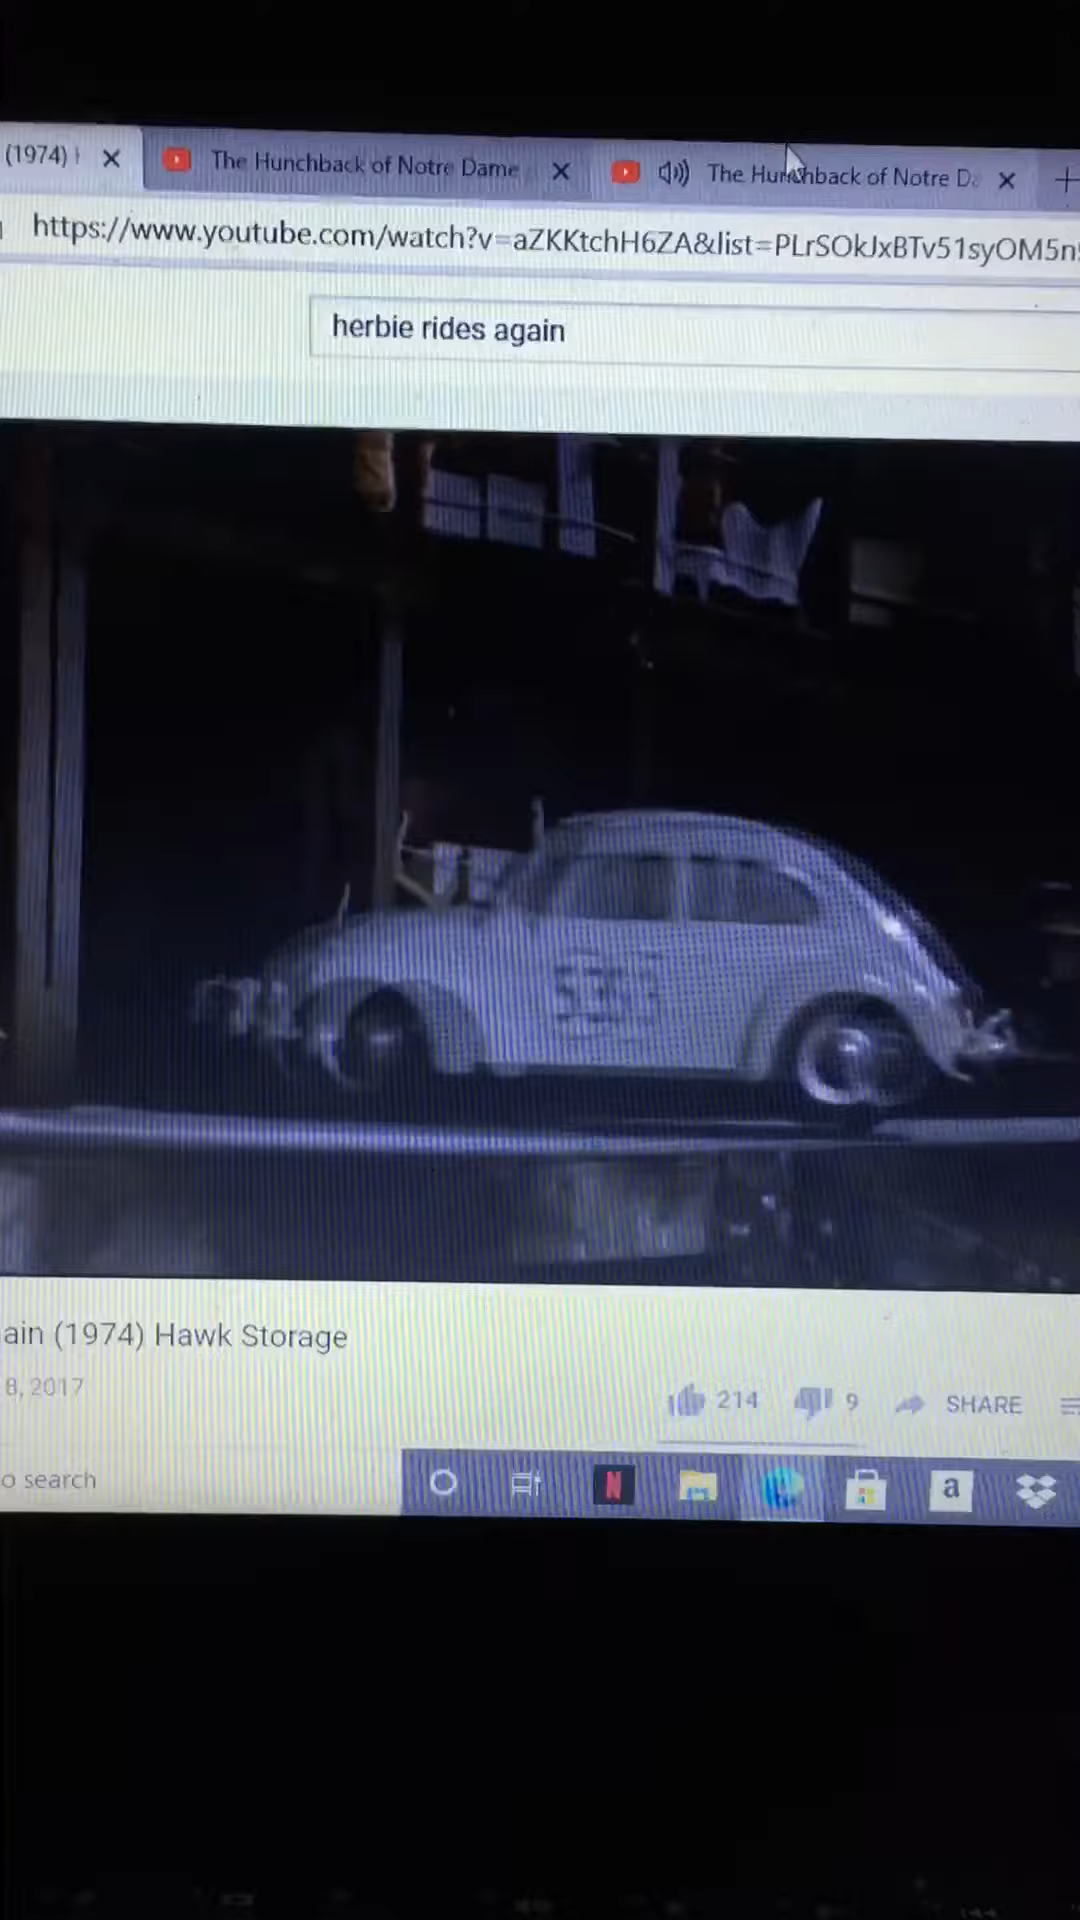 (1974)
The Hunchback of Notre Dame
The Hunchback of Notre Da
https://www.youtube.com/watch?v=aZKKtchH6ZA&list=PLrSOkJxBTv51syOM5n
herbie rides again
ain (1974) Hawk Storage
8, 2017
214
9
SHARE
o search
N
a